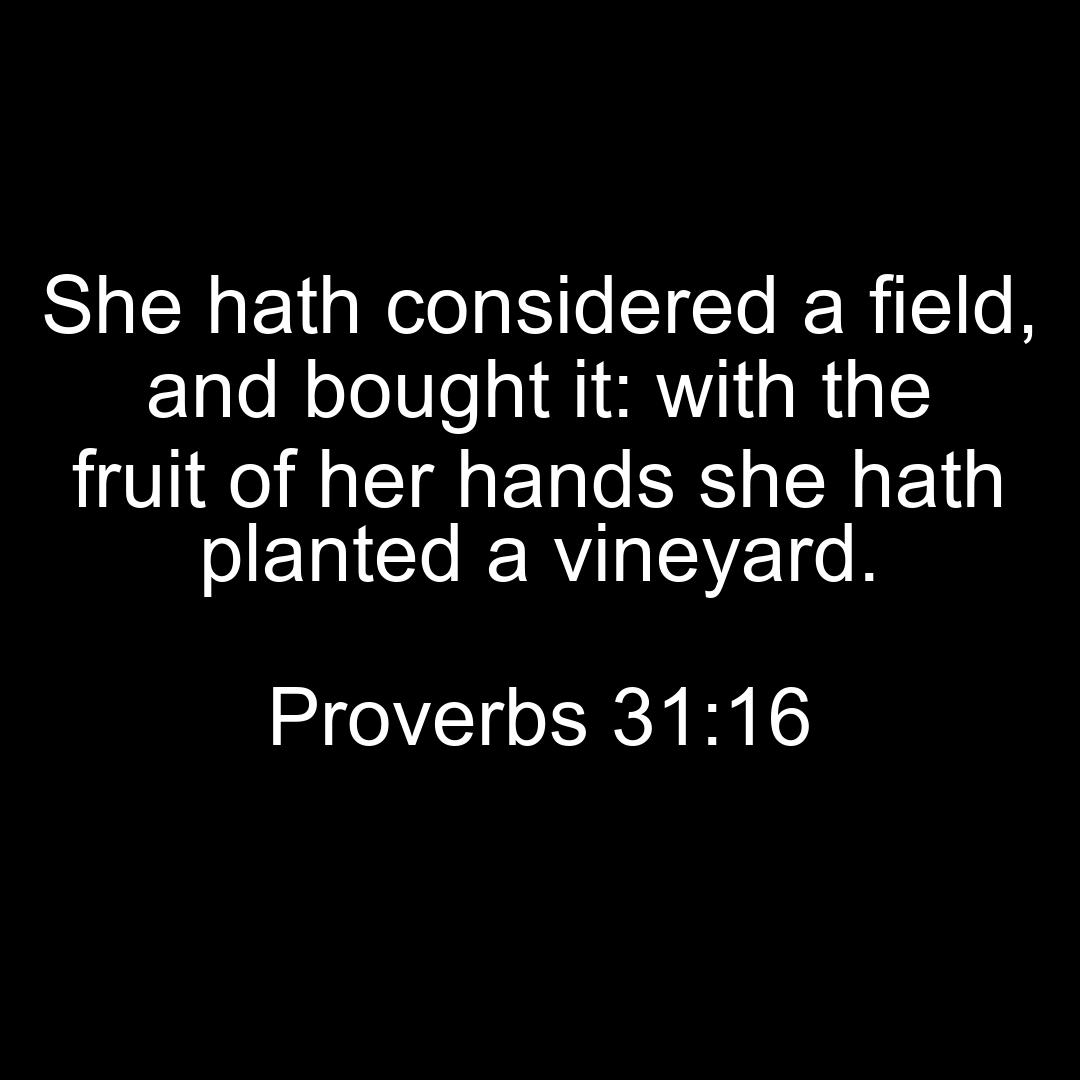 She hath considered a field,
and bought it: with the
fruit of her hands she hath
planted a vineyard.
Proverbs 31:16